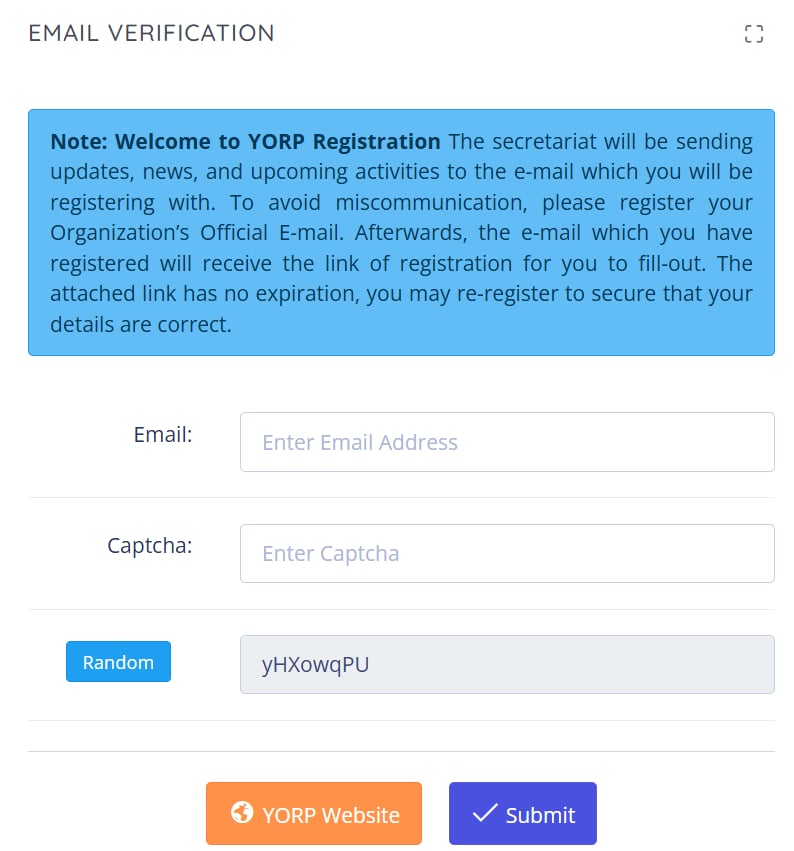 EMAIL VERIFICATION
Note: Welcome to YORP Registration The secretariat will be sending
updates, news, and upcoming activities to the e-mail which you will be
registering with. To avoid miscommunication, please register your
Organization’s Official E-mail. Afterwards, the e-mail which you have
registered will receive the link of registration for you to fill-out. The
attached link has no expiration, you may re-register to secure that your
details are correct.
Email:
Enter Email Address
Captcha:
Enter Captcha
Random
yHXowqPU
YORP Website
Submit